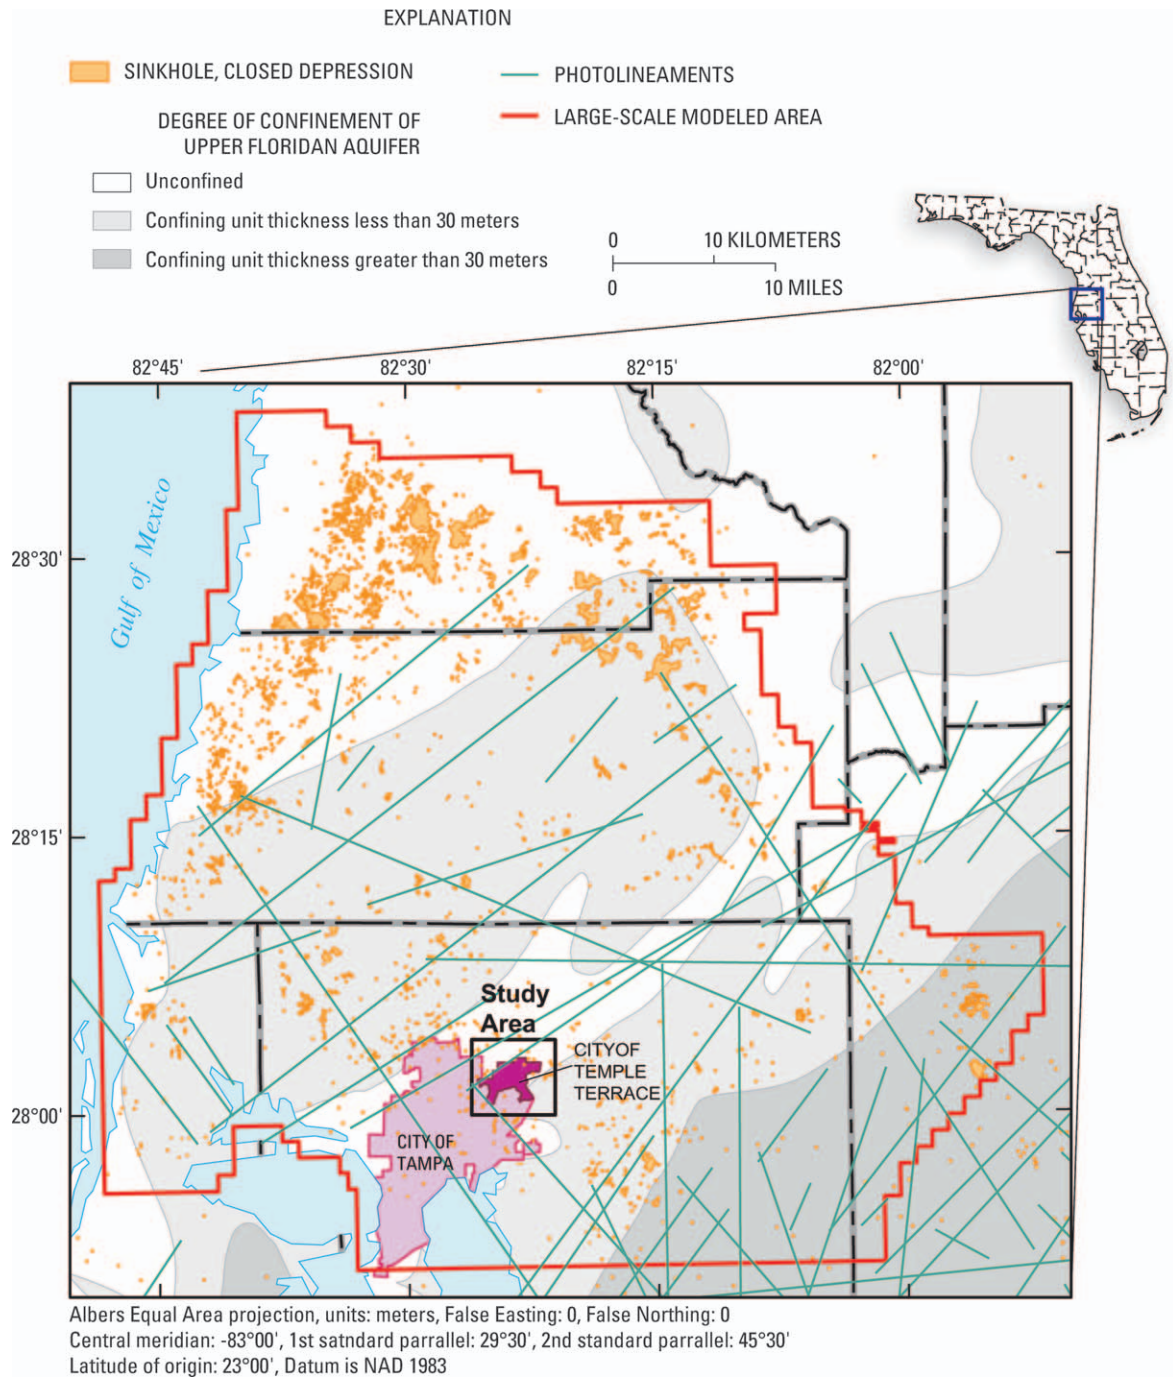 EXPLANATION
SINKHOLE, CLOSED DEPRESSION
PHOTOLINEAMENTS
DEGREE OF CONFINEMENT OF
UPPER FLORIDAN AQUIFER
LARGE-SCALE MODELED AREA
Unconfined
Confining unit thickness less than 30 meters
Confining unit thickness greater than 30 meters
0 10 KILOMETERS
0 10 MILES
82°45' 82°30' 82°15' 82°00'
Gulf of Mexico
28°30'
28°15'
28°00'
Study
Area
CITYOF
TEMPLE
TERRACE
CITY OF
TAMPA
Albers Equal Area projection, units: meters, False Easting: 0, False Northing: 0
Central meridian: -83°00', 1st satndard parrallel: 29°30', 2nd standard parrallel: 45°30'
Latitude of origin: 23°00', Datum is NAD 1983